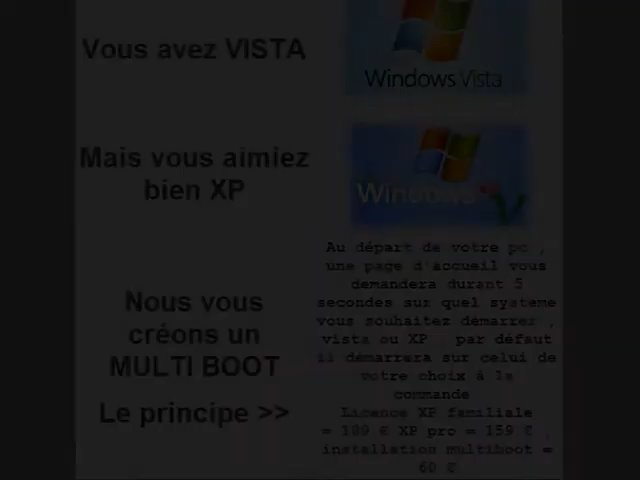 Vous avez VISTA
Windows Vista
Mais vous aimiez
bien XP
Windows
Nous vous
créons un
MULTI BOOT
Le principe >>
Au départ de votre pc ,
une page d'accueil vous
demandera durant 5
secondes sur quel systeme
vous souhaitez démarrer ,
vista ou XP  par défaut
il démarrera sur celui de
votre choix à la
commande
Licence XP familiale
= 109 € XP pro = 159 € ,
installation multiboot =
60 €